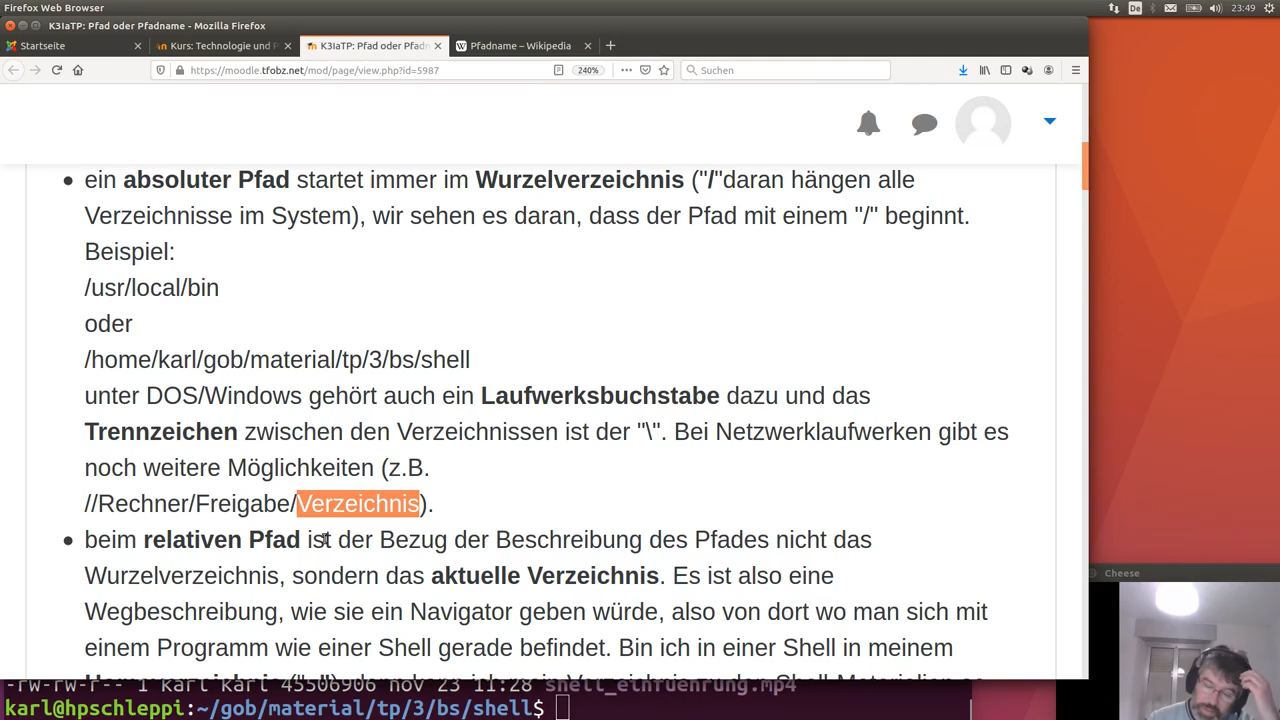 Firefox Web Browser
De
23:49
K3IaTP: Pfad oder Pfadname - Mozilla Firefox
Startseite
Kurs: Technologie und P
K3IaTP: Pfad oder Pfadn
Pfadname – Wikipedia
https://moodle.tfobz.net/mod/page/view.php?id=5987
240%
Suchen
ein absoluter Pfad startet immer im Wurzelverzeichnis ("/"daran hängen alle
Verzeichnisse im System), wir sehen es daran, dass der Pfad mit einem "/" beginnt.
Beispiel:
/usr/local/bin
oder
/home/karl/gob/material/tp/3/bs/shell
unter DOS/Windows gehört auch ein Laufwerksbuchstabe dazu und das
Trennzeichen zwischen den Verzeichnissen ist der "\". Bei Netzwerklaufwerken gibt es
noch weitere Möglichkeiten (z.B.
//Rechner/Freigabe/Verzeichnis).
beim relativen Pfad ist der Bezug der Beschreibung des Pfades nicht das
Wurzelverzeichnis, sondern das aktuelle Verzeichnis. Es ist also eine
Wegbeschreibung, wie sie ein Navigator geben würde, also von dort wo man sich mit
einem Programm wie einer Shell gerade befindet. Bin ich in einer Shell in meinem
Cheese
-rw-rw-r-- 1 karl karl 45506906 nov 23 11:28 shell_einfuehrung.mp4
karl@hpschleppi:~/gob/material/tp/3/bs/shell$